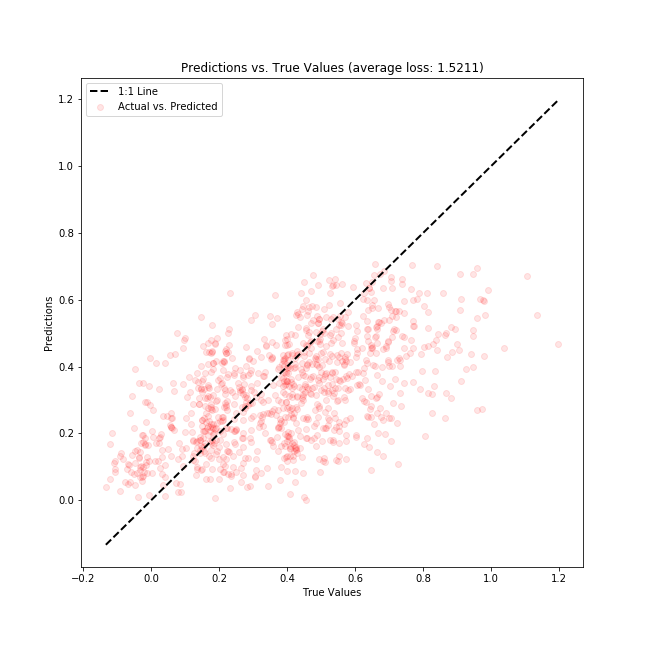 Predictions vs. True Values (average loss: 1.5211)
1:1 Line
Actual vs. Predicted
1.2
1.0
0.8
0.6
0.4
0.2
0.0
Predictions
−0.2 0.0 0.2 0.4 0.6 0.8 1.0 1.2
True Values